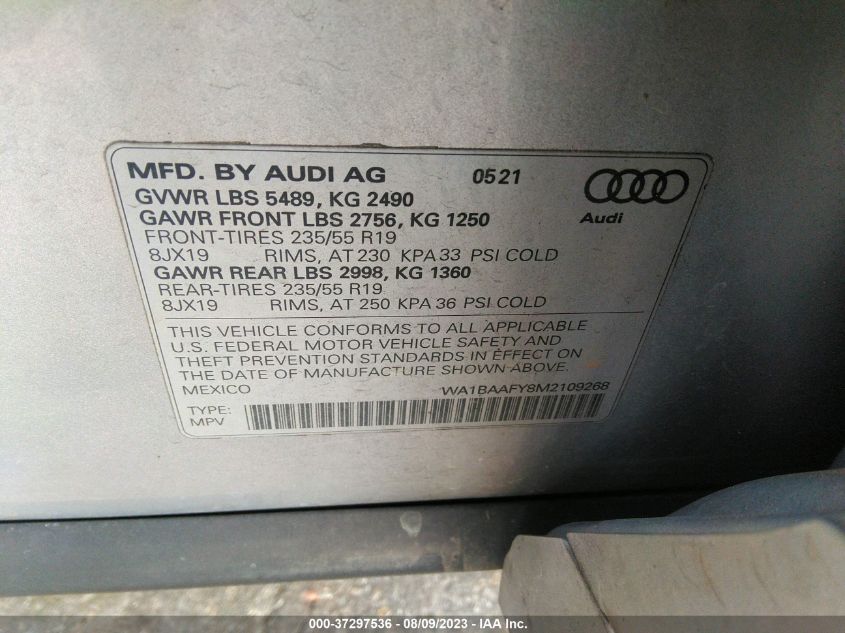 MFD. BY AUDI AG 0521
GVWR LBS 5489, KG 2490
GAWR FRONT LBS 2756, KG 1250
Audi
FRONT-TIRES 235/55 R19
8JX19 RIMS, AT 230 KPA 33 PSI COLD
GAWR REAR LBS 2998, KG 1360
REAR-TIRES 235/55 R19
8JX19 RIMS, AT 250 KPA 36 PSI COLD
THIS VEHICLE CONFORMS TO ALL APPLICABLE
U.S. FEDERAL MOTOR VEHICLE SAFETY AND
THEFT PREVENTION STANDARDS IN EFFECT ON
THE DATE OF MANUFACTURE SHOWN ABOVE.
MEXICO WA1BAAFY8M2109268
TYPE:
MPV
000-37297536 - 08/09/2023 - IAAI.com